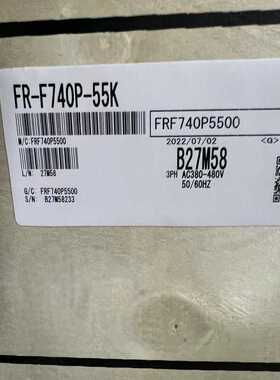 FR-F740P-55K
M/C:FRF740P5500
FRF740P5500
2022/07/02 <G>
L/N: 27M58
B27M58
3PH AC380-480V
50/60HZ
G/C: FRF740P5500
S/N: B27M58233